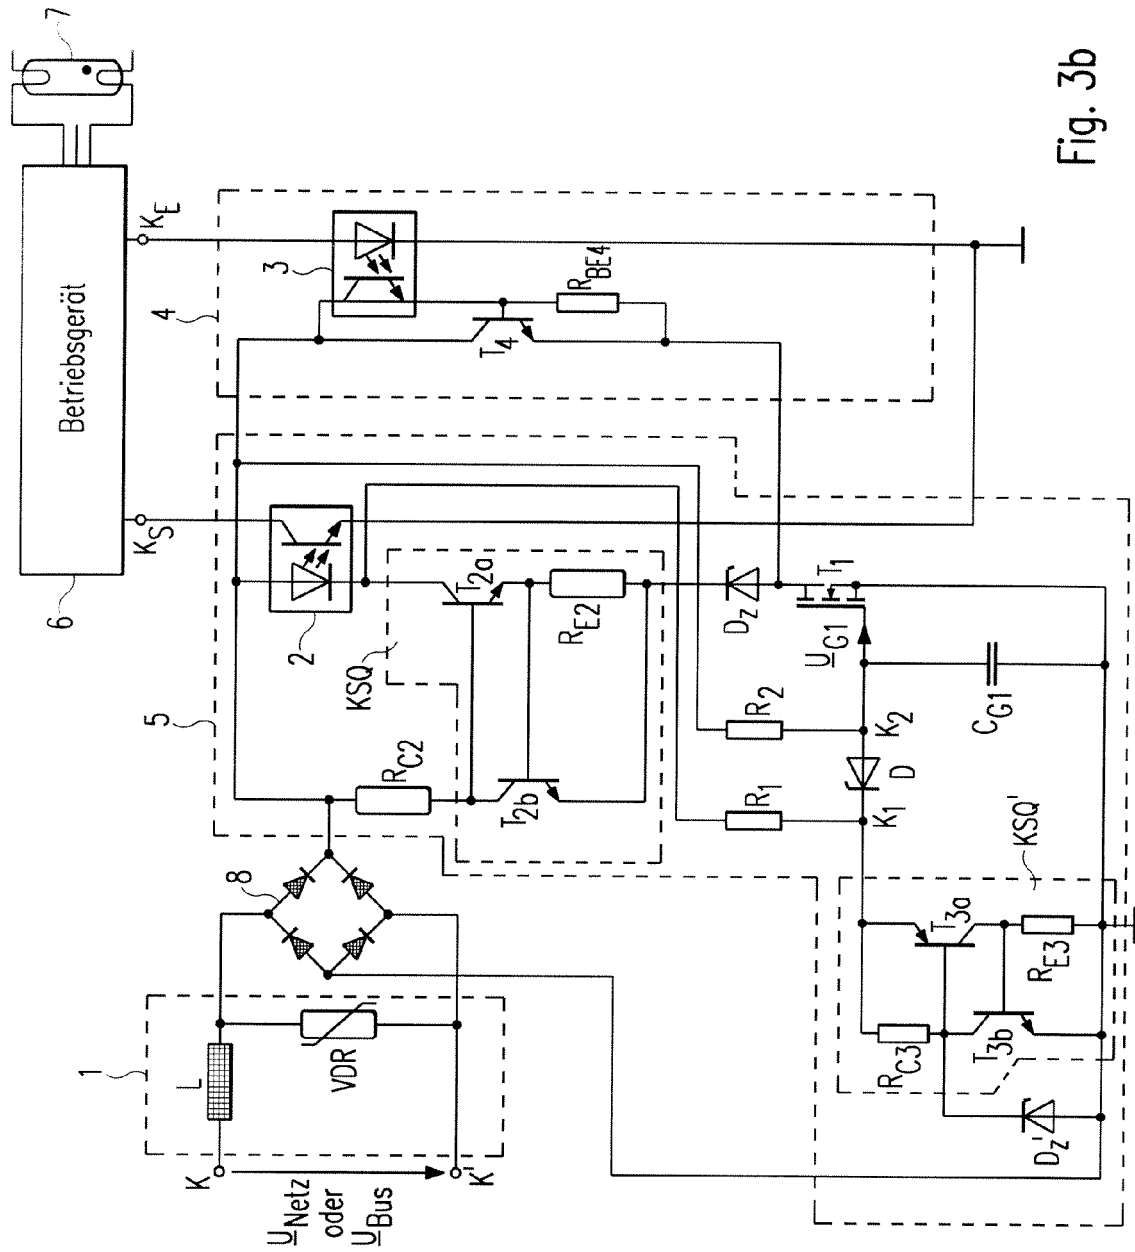 Fig. 3b
7
Betriebsgerät
6
K_E
K_S
3
4
R_BE4
T_4
2
5
KSQ
T_2a
R_E2
R_C2
T_2b
D_Z
T_1
U_G1
R_2
R_1
K_2
K_1
D
C_G1
8
KSQ'
T_3a
R_E3
R_C3
T_3b
D_Z'
1
L
VDR
K
K'
U_Netz
oder
U_Bus